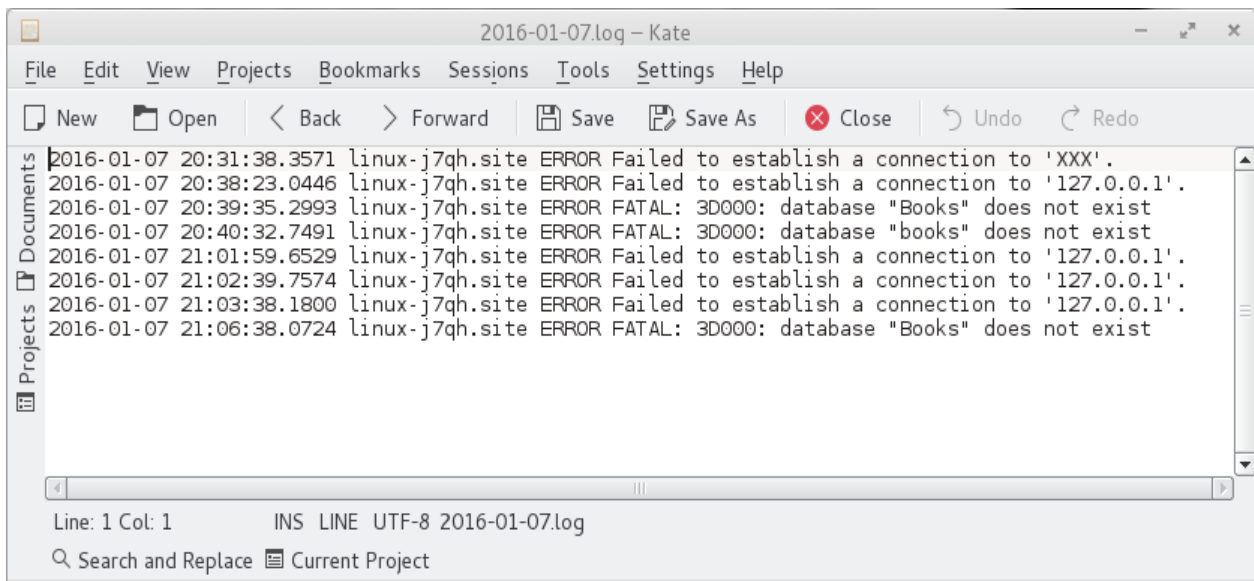 2016-01-07.log – Kate
File Edit View Projects Bookmarks Sessions Tools Settings Help
New Open Back Forward Save Save As Close Undo Redo
Documents
Projects
2016-01-07 20:31:38.3571 linux-j7qh.site ERROR Failed to establish a connection to 'XXX'.
2016-01-07 20:38:23.0446 linux-j7qh.site ERROR Failed to establish a connection to '127.0.0.1'.
2016-01-07 20:39:35.2993 linux-j7qh.site ERROR FATAL: 3D000: database "Books" does not exist
2016-01-07 20:40:32.7491 linux-j7qh.site ERROR FATAL: 3D000: database "books" does not exist
2016-01-07 21:01:59.6529 linux-j7qh.site ERROR Failed to establish a connection to '127.0.0.1'.
2016-01-07 21:02:39.7574 linux-j7qh.site ERROR Failed to establish a connection to '127.0.0.1'.
2016-01-07 21:03:38.1800 linux-j7qh.site ERROR Failed to establish a connection to '127.0.0.1'.
2016-01-07 21:06:38.0724 linux-j7qh.site ERROR FATAL: 3D000: database "Books" does not exist
Line: 1 Col: 1 INS LINE UTF-8 2016-01-07.log
Search and Replace Current Project